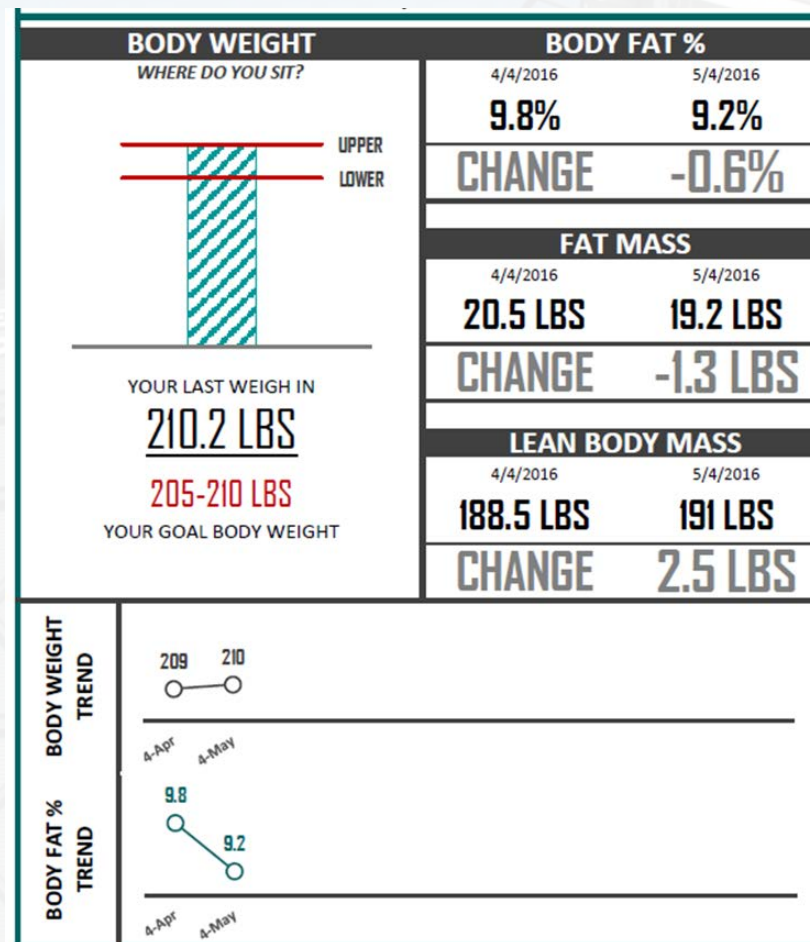 BODY WEIGHT
WHERE DO YOU SIT?
UPPER
LOWER
YOUR LAST WEIGH IN
210.2 LBS
205-210 LBS
YOUR GOAL BODY WEIGHT
BODY FAT %
4/4/2016 5/4/2016
9.8% 9.2%
CHANGE -0.6%
FAT MASS
4/4/2016 5/4/2016
20.5 LBS 19.2 LBS
CHANGE -1.3 LBS
LEAN BODY MASS
4/4/2016 5/4/2016
188.5 LBS 191 LBS
CHANGE 2.5 LBS
BODY WEIGHT
TREND
209 210
4-Apr 4-May
BODY FAT %
TREND
9.8
9.2
4-Apr 4-May